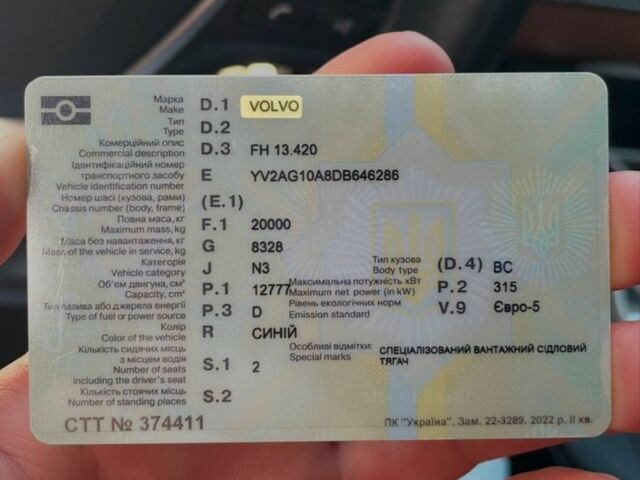 Марка D.1 VOLVO
Make
Тип D.2
Type
Комерційний опис D.3 FH 13.420
Commercial description
Ідентифікаційний номер
транспортного засобу E YV2AG10A8DB646286
Vehicle identification number
Номер шасі (кузова, рами) (E.1)
Chassis number (body, frame)
Повна маса, кг F.1 20000
Maximum mass, kg
Маса без навантаження, кг G 8328
Mass of the vehicle in service, kg
Категорія J N3 Тип кузова (D.4) ВС
Vehicle category Body type
Об'єм двигуна, см³ P.1 12777 Максимальна потужність кВт P.2 315
Capacity, cm³ Maximum net power (in kW)
Тип палива або джерела енергії P.3 D Рівень екологічних норм V.9 Євро-5
Type of fuel or power source Emission standard
Колір R СИНІЙ
Color of the vehicle
Кількість сидячих місць Особливі відмітки: СПЕЦІАЛІЗОВАНИЙ ВАНТАЖНИЙ СІДЛОВИЙ
з місцем водія S.1 2 Special marks ТЯГАЧ
Number of seats
including the driver's seat
Кількість стоячих місць S.2
Number of standing places
СТТ № 374411
ПК "Україна". Зам. 22-3289. 2022 р. II кв.